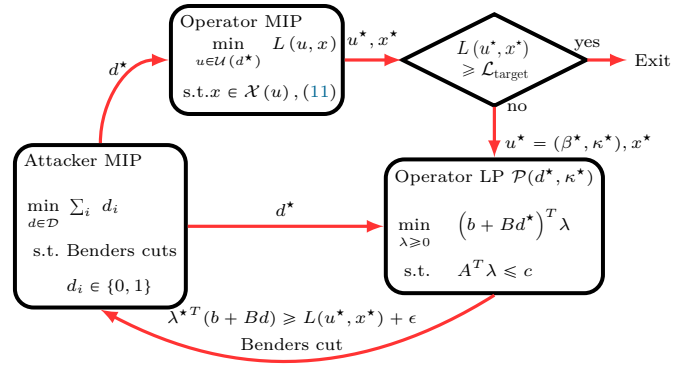 Operator MIP
min L (u, x)
u∈𝒰(d⋆)
s.t.x ∈ 𝒳 (u) , (11)
u⋆, x⋆
L (u⋆, x⋆)
⩾ ℒtarget
yes
Exit
no
d⋆
u⋆ = (β⋆, κ⋆), x⋆
Attacker MIP
min ∑i di
d∈𝒟
s.t. Benders cuts
di ∈ {0, 1}
d⋆
Operator LP 𝒫(d⋆, κ⋆)
min (b + Bd⋆)^T λ
λ⩾0
s.t. A^T λ ⩽ c
λ⋆^T (b + Bd) ⩾ L(u⋆, x⋆) + ϵ
Benders cut